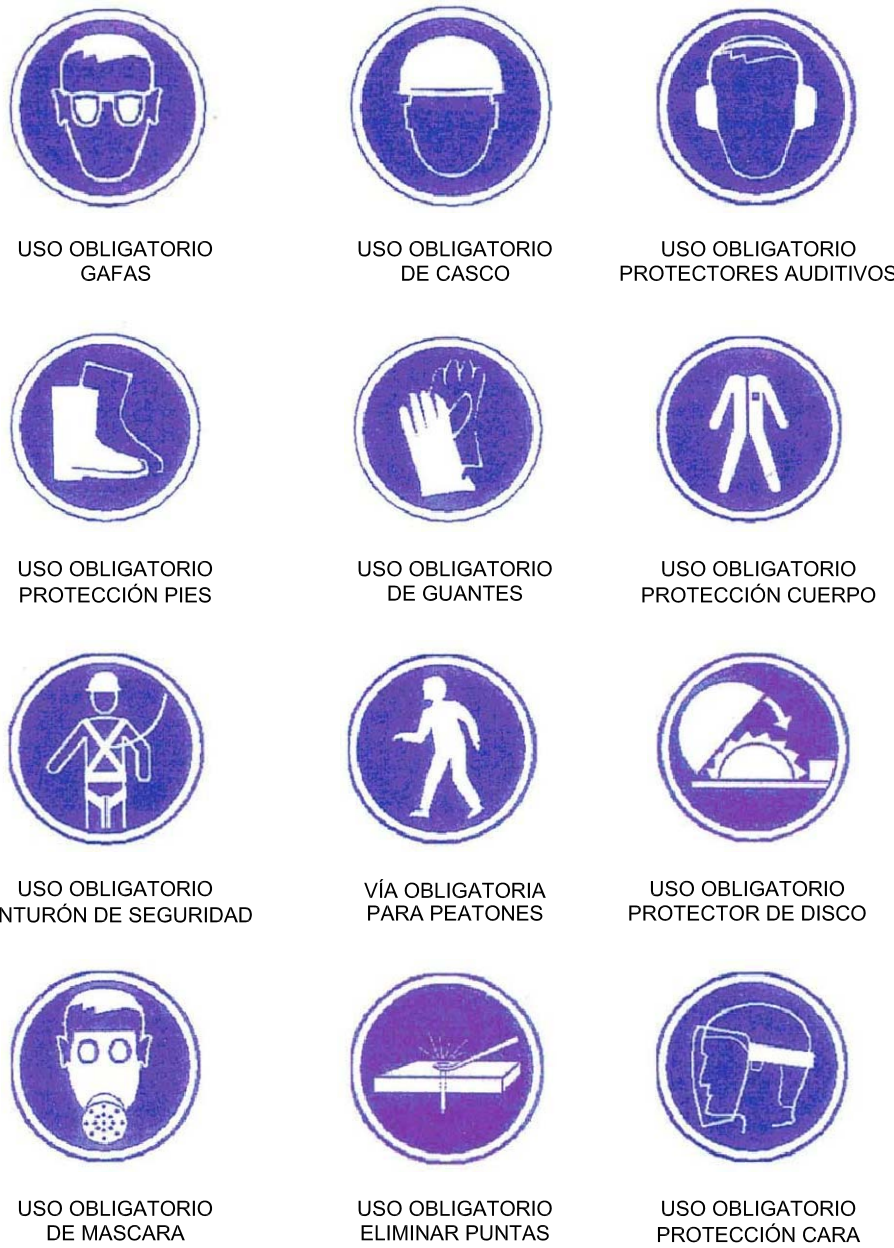 USO OBLIGATORIO
GAFAS
USO OBLIGATORIO
DE CASCO
USO OBLIGATORIO
PROTECTORES AUDITIVOS
USO OBLIGATORIO
PROTECCIÓN PIES
USO OBLIGATORIO
DE GUANTES
USO OBLIGATORIO
PROTECCIÓN CUERPO
USO OBLIGATORIO
NTURÓN DE SEGURIDAD
VÍA OBLIGATORIA
PARA PEATONES
USO OBLIGATORIO
PROTECTOR DE DISCO
USO OBLIGATORIO
DE MASCARA
USO OBLIGATORIO
ELIMINAR PUNTAS
USO OBLIGATORIO
PROTECCIÓN CARA